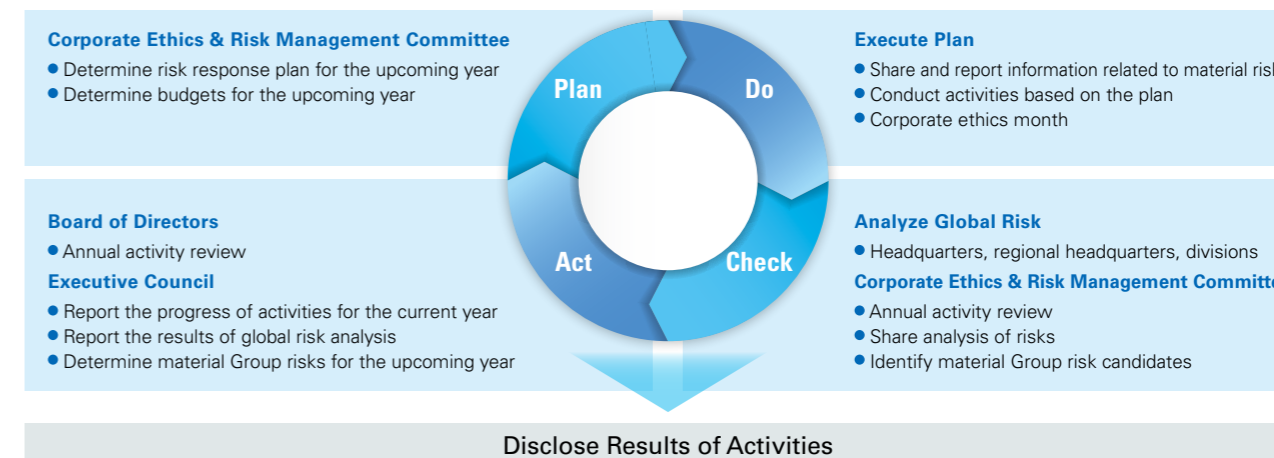 Corporate Ethics & Risk Management Committee
● Determine risk response plan for the upcoming year
● Determine budgets for the upcoming year
Plan
Do
Execute Plan
● Share and report information related to material
● Conduct activities based on the plan
● Corporate ethics month
Board of Directors
● Annual activity review
Executive Council
● Report the progress of activities for the current year
● Report the results of global risk analysis
● Determine material Group risks for the upcoming year
Act
Check
Analyze Global Risk
● Headquarters, regional headquarters, divisions
Corporate Ethics & Risk Management
● Annual activity review
● Share analysis of risks
● Identify material Group risk candidates
Disclose Results of Activities